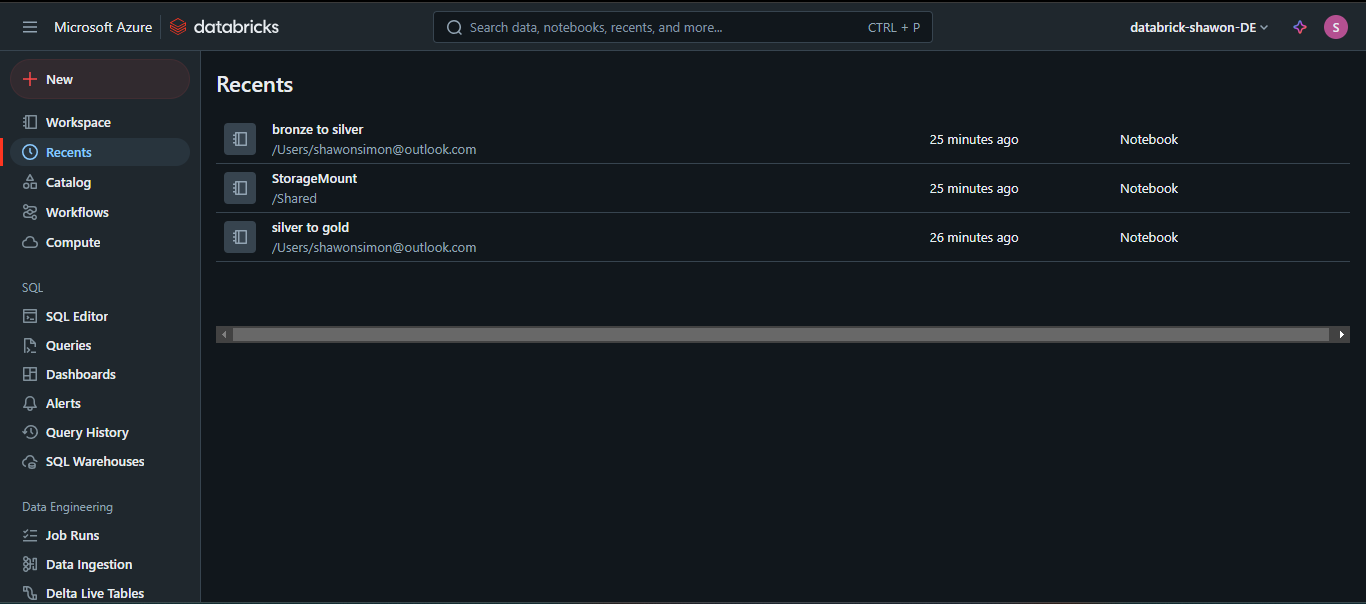 Microsoft Azure databricks
Search data, notebooks, recents, and more... CTRL + P
databrick-shawon-DE
S
New
Workspace
Recents
Catalog
Workflows
Compute
SQL
SQL Editor
Queries
Dashboards
Alerts
Query History
SQL Warehouses
Data Engineering
Job Runs
Data Ingestion
Delta Live Tables
Recents
bronze to silver
/Users/shawonsimon@outlook.com
25 minutes ago
Notebook
StorageMount
/Shared
25 minutes ago
Notebook
silver to gold
/Users/shawonsimon@outlook.com
26 minutes ago
Notebook